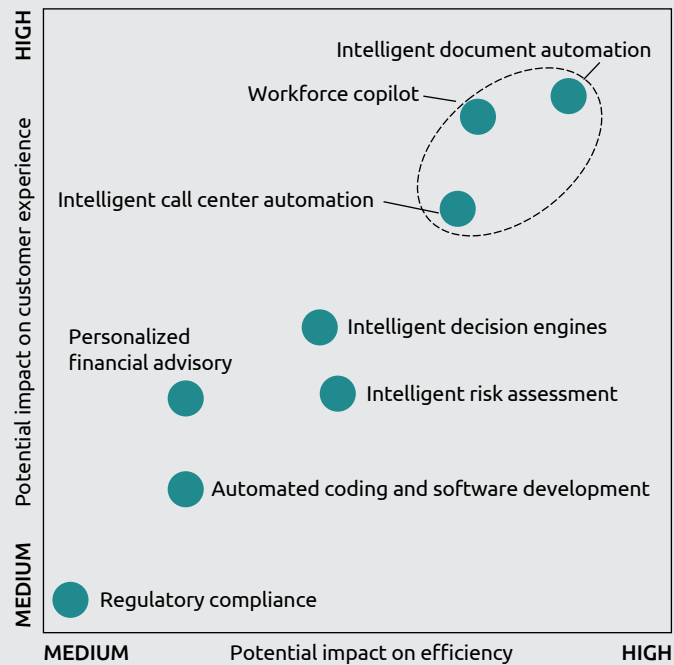 HIGH
Potential impact on customer experience
MEDIUM
Intelligent document automation
Workforce copilot
Intelligent call center automation
Intelligent decision engines
Personalized
financial advisory
Intelligent risk assessment
Automated coding and software development
Regulatory compliance
MEDIUM
Potential impact on efficiency
HIGH